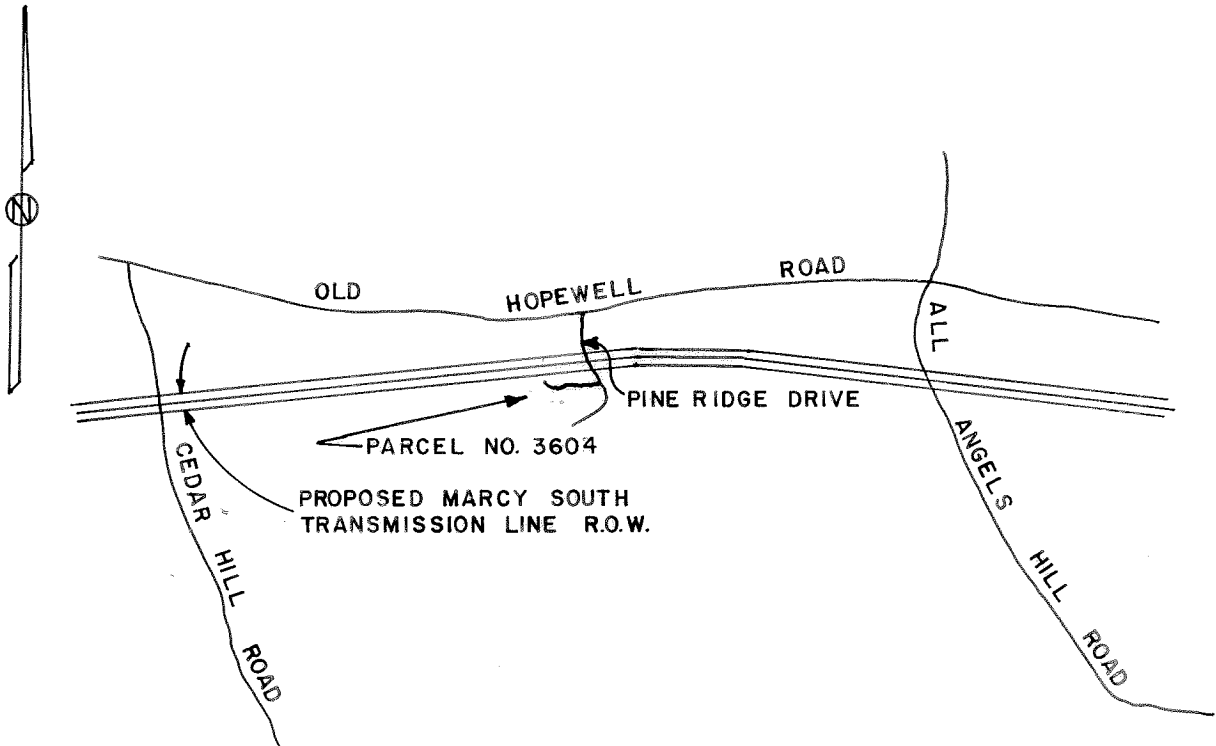 N
OLD HOPEWELL ROAD
ALL ANGELS HILL ROAD
PINE RIDGE DRIVE
PARCEL NO. 3604
CEDAR HILL ROAD
PROPOSED MARCY SOUTH
TRANSMISSION LINE R.O.W.